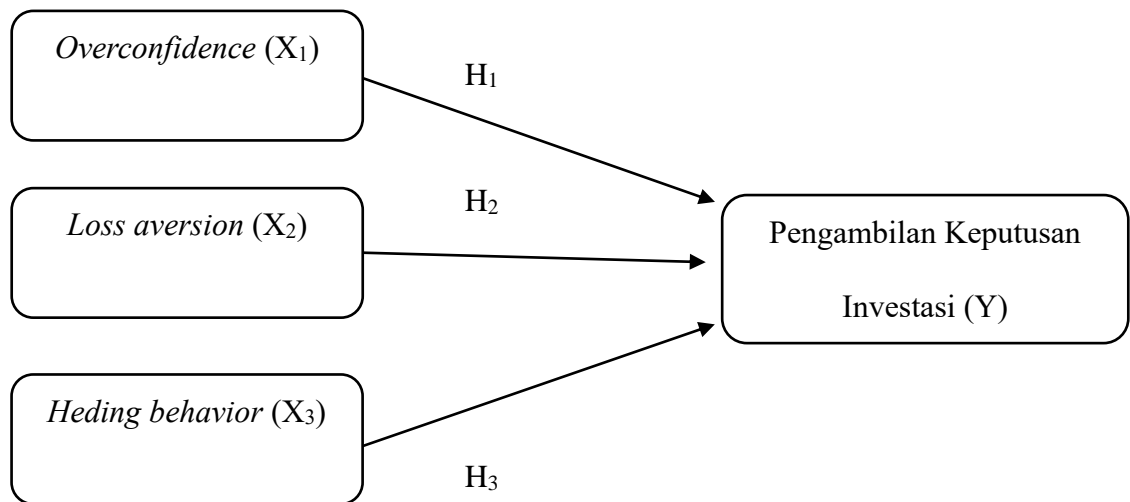 Overconfidence (X₁)
H₁
Loss aversion (X₂)
H₂
Pengambilan Keputusan
Investasi (Y)
Heding behavior (X₃)
H₃